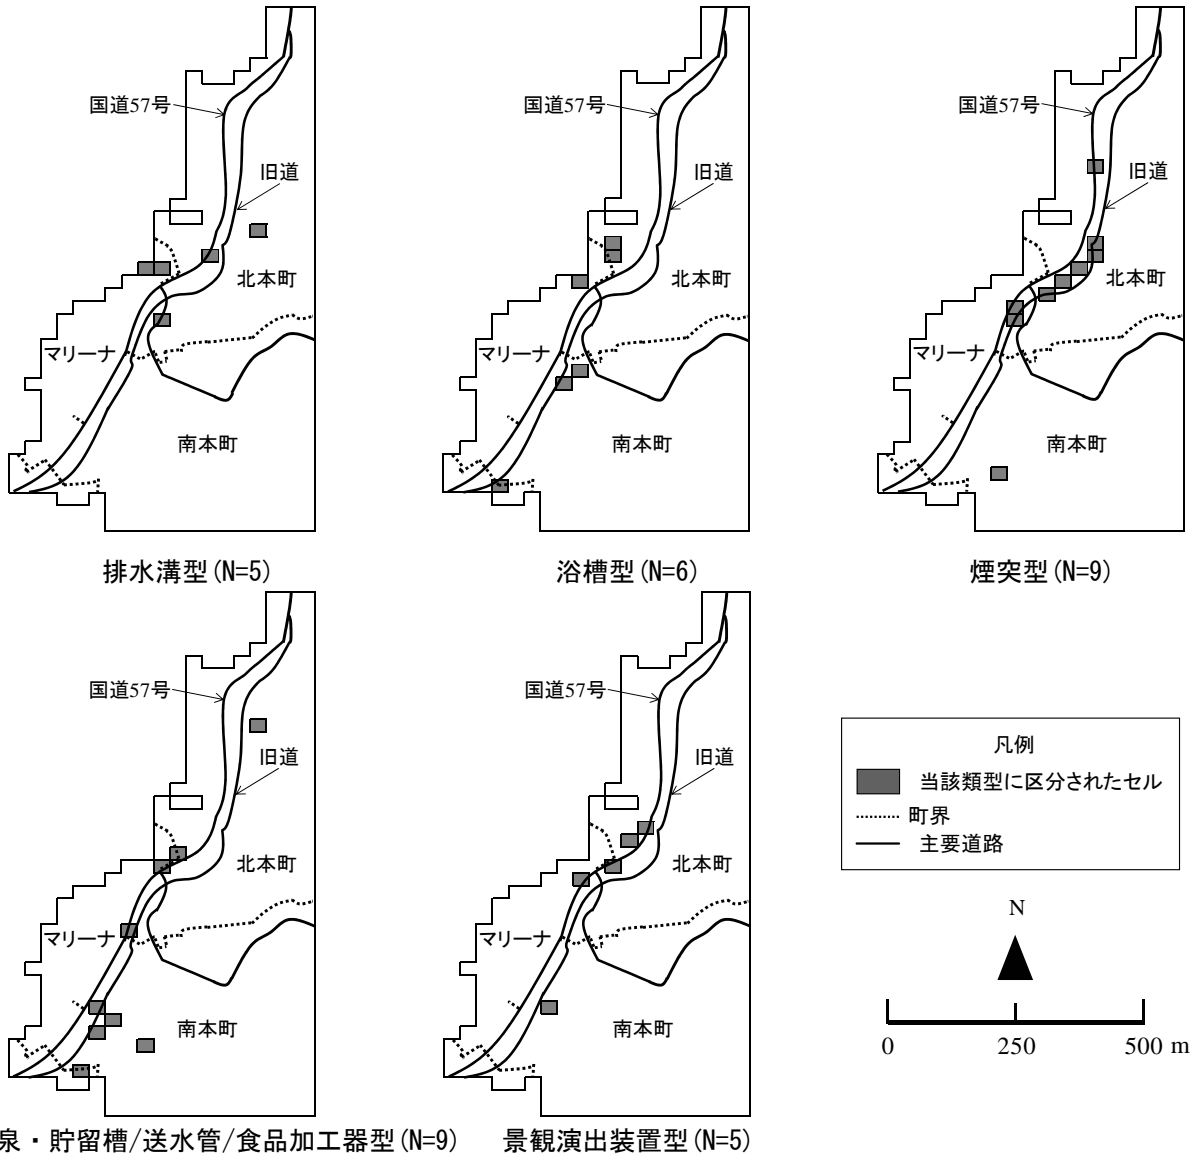 国道57号
旧道
北本町
マリーナ
南本町
排水溝型(N=5)
国道57号
旧道
北本町
マリーナ
南本町
浴槽型(N=6)
国道57号
旧道
北本町
マリーナ
南本町
煙突型(N=9)
国道57号
旧道
北本町
マリーナ
南本町
泉・貯留槽/送水管/食品加工器型(N=9)
国道57号
旧道
北本町
マリーナ
南本町
景観演出装置型(N=5)
凡例
当該類型に区分されたセル
町界
主要道路
N
0 250 500 m